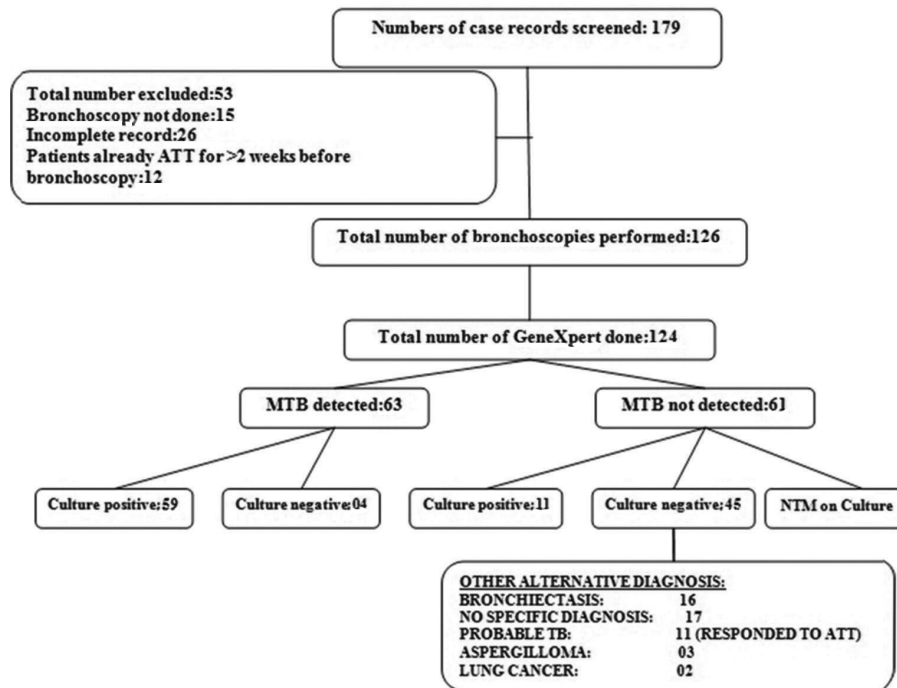 Numbers of case records screened: 179
Total number excluded:53
Bronchoscopy not done:15
Incomplete record:26
Patients already ATT for >2 weeks before
bronchoscopy:12
Total number of bronchoscopies performed:126
Total number of GeneXpert done:124
MTB detected:63
MTB not detected:61
Culture positive:59
Culture negative:04
Culture positive:11
Culture negative:45
NTM on Culture
OTHER ALTERNATIVE DIAGNOSIS:
BRONCHIECTASIS: 16
NO SPECIFIC DIAGNOSIS: 17
PROBABLE TB: 11 (RESPONDED TO ATT)
ASPERGILLOMA: 03
LUNG CANCER: 02